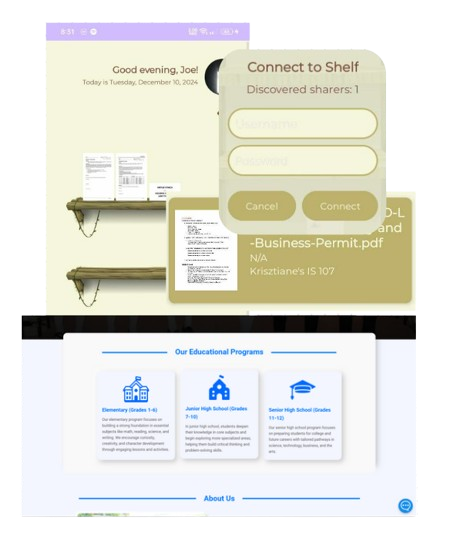 5:31
Good evening, Joe!
Today is Tuesday, December 10, 2024
Connect to Shelf
Discovered sharers: 1
Username
Password
Cancel
Connect
O-L
and
-Business-Permit.pdf
N/A
Krisztiane's IS 107
Our Educational Programs
Elementary (Grades 1-6)
Our elementary program focuses on
building a strong foundation in essential
subjects like math, reading, science, and
writing. We encourage curiosity,
creativity, and character development
through engaging lessons and activities.
Junior High School (Grades
7-10)
In junior high school, students deepen
their knowledge in core subjects and
begin exploring more specialized areas,
helping them build critical thinking and
problem-solving skills.
Senior High School (Grades
11-12)
Our senior high school program focuses
on preparing students for college and
future careers with tailored pathways in
science, technology, business, and the
arts.
About Us